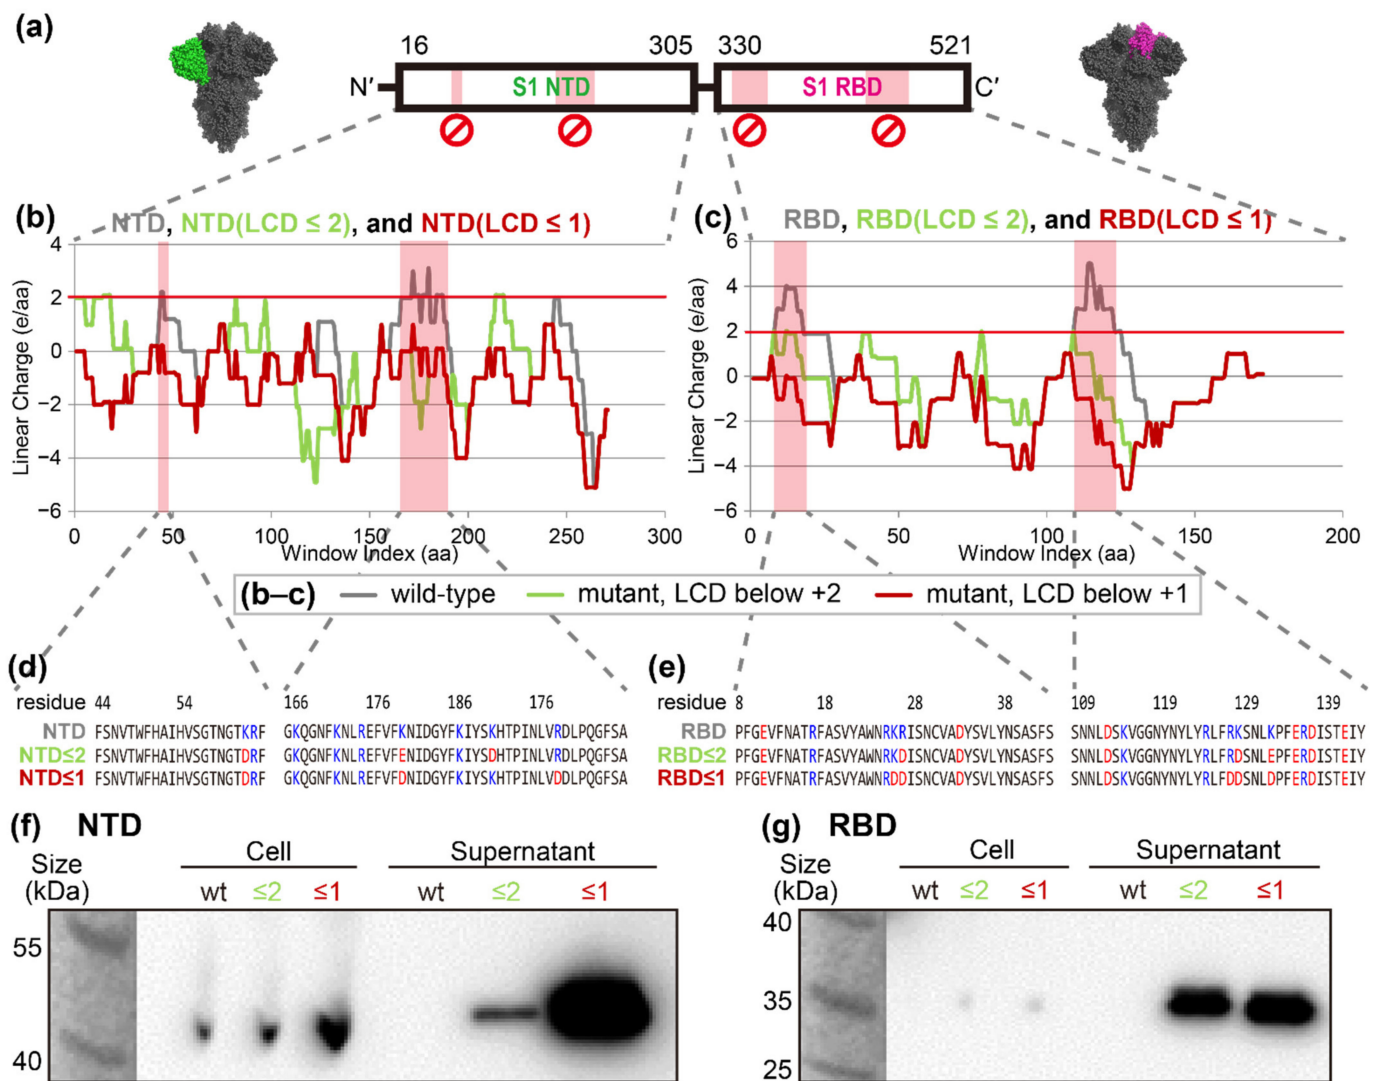 (a)
16 305 330 521
N′ S1 NTD S1 RBD C′
(b) NTD, NTD(LCD ≤ 2), and NTD(LCD ≤ 1)
4
2
0
−2
−4
−6
Linear Charge (e/aa)
0 50 100 150 200 250 300
Window Index (aa)
(c) RBD, RBD(LCD ≤ 2), and RBD(LCD ≤ 1)
6
4
2
0
−2
−4
−6
Linear Charge (e/aa)
0 50 100 150 200
Window Index (aa)
(b–c) wild-type mutant, LCD below +2 mutant, LCD below +1
(d)
residue 44 54 166 176 186 176
NTD FSNVTWFHAIHVSGTNGTKRF GKQGNFKNLREFVFKNIDGYFKIYSKHTPINLVRDLPQGFSA
NTD≤2 FSNVTWFHAIHVSGTNGTDRF GKQGNFKNLREFVFENIDGYFKIYSDHTPINLVRDLPQGFSA
NTD≤1 FSNVTWFHAIHVSGTNGTDRF GKQGNFKNLREFVFDNIDGYFKIYSKHTPINLVDDLPQGFSA
(e)
residue 8 18 28 38 109 119 129 139
RBD PFGEVFNATRFASVYAWNRKRISNCVADYSVLYNSASFS SNNLDSKVGGNYNYLYRLFRKSNLKPFERDISTEIY
RBD≤2 PFGEVFNATRFASVYAWNRKDISNCVADYSVLYNSASFS SNNLDSKVGGNYNYLYRLFRDSNLEPFERDISTEIY
RBD≤1 PFGEVFNATRFASVYAWNRDDISNCVADYSVLYNSASFS SNNLDSKVGGNYNYLYRLFDDSNLDPFERDISTEIY
(f) NTD
Size
(kDa)
Cell Supernatant
wt ≤2 ≤1 wt ≤2 ≤1
55
40
(g) RBD
Size
(kDa)
Cell Supernatant
wt ≤2 ≤1 wt ≤2 ≤1
40
35
25